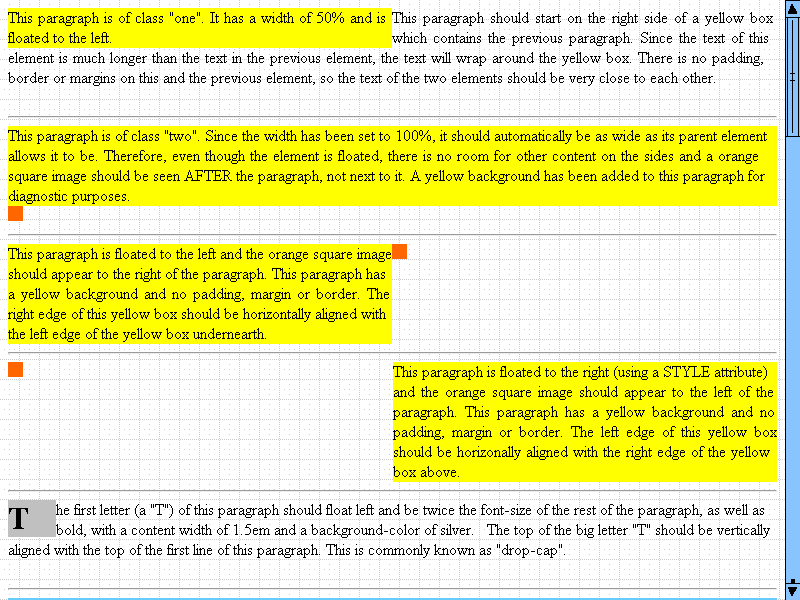 This paragraph is of class "one". It has a width of 50% and is
floated to the left.
This paragraph should start on the right side of a yellow box
which contains the previous paragraph. Since the text of this
element is much longer than the text in the previous element, the text will wrap around the yellow box. There is no padding,
border or margins on this and the previous element, so the text of the two elements should be very close to each other.
This paragraph is of class "two". Since the width has been set to 100%, it should automatically be as wide as its parent element
allows it to be. Therefore, even though the element is floated, there is no room for other content on the sides and a orange
square image should be seen AFTER the paragraph, not next to it. A yellow background has been added to this paragraph for
diagnostic purposes.
This paragraph is floated to the left and the orange square image
should appear to the right of the paragraph. This paragraph has
a yellow background and no padding, margin or border. The
right edge of this yellow box should be horizontally aligned with
the left edge of the yellow box undernearth.
This paragraph is floated to the right (using a STYLE attribute)
and the orange square image should appear to the left of the
paragraph. This paragraph has a yellow background and no
padding, margin or border. The left edge of this yellow box
should be horizonally aligned with the right edge of the yellow
box above.
The first letter (a "T") of this paragraph should float left and be twice the font-size of the rest of the paragraph, as well as
bold, with a content width of 1.5em and a background-color of silver. The top of the big letter "T" should be vertically
aligned with the top of the first line of this paragraph. This is commonly known as "drop-cap".